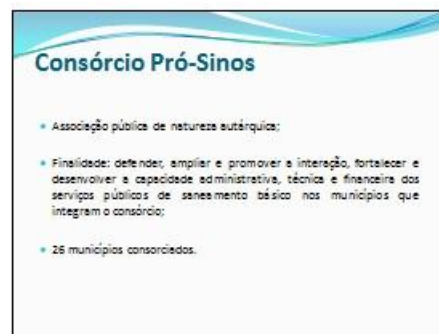 Consórcio Pró-Sinos
• Associação pública de natureza autárquica;
• Finalidade: defender, ampliar e promover a interação, fortalecer e
desenvolver a capacidade administrativa, técnica e financeira dos
serviços públicos de saneamento básico nos municípios que
integram o consórcio;
• 26 municípios consorciados.